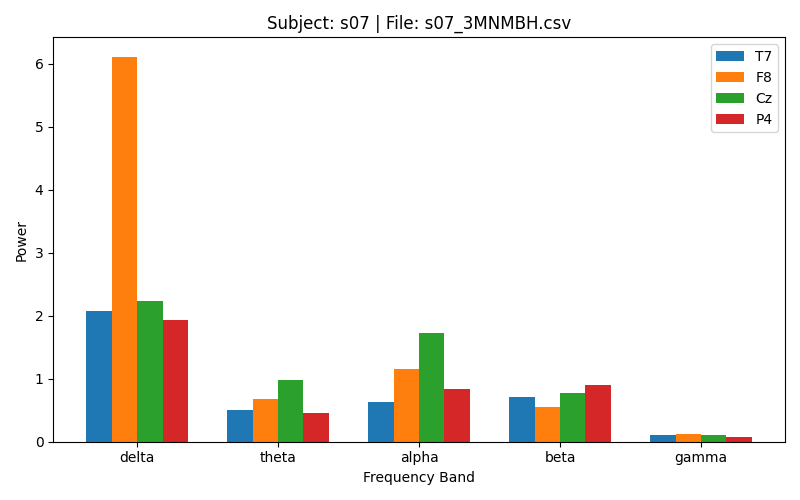 Subject: s07 | File: s07_3MNMBH.csv
T7
F8
Cz
P4
Power
6
5
4
3
2
1
0
delta theta alpha beta gamma
Frequency Band